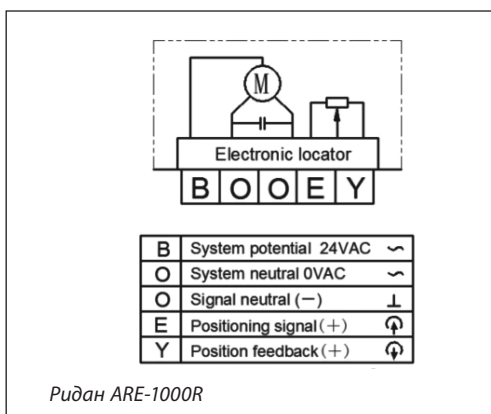 M
Electronic locator
B O O E Y
B System potential 24VAC ∽
O System neutral 0VAC ∽
O Signal neutral (—) ⊥
E Positioning signal (+)
Y Position feedback (+)
Ридан ARE-1000R